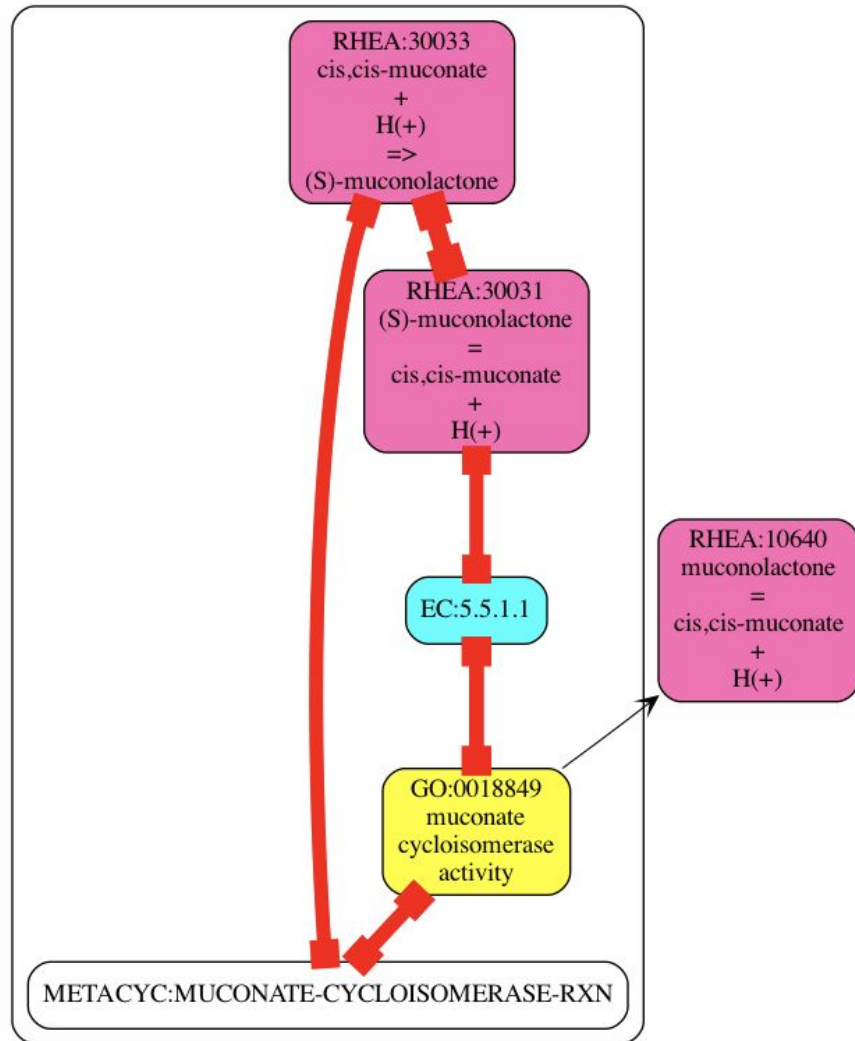 RHEA:30033
cis,cis-muconate
+
H(+)
=>
(S)-muconolactone
RHEA:30031
(S)-muconolactone
=
cis,cis-muconate
+
H(+)
RHEA:10640
muconolactone
=
cis,cis-muconate
+
H(+)
EC:5.5.1.1
GO:0018849
muconate
cycloisomerase
activity
METACYC:MUCONATE-CYCLOISOMERASE-RXN